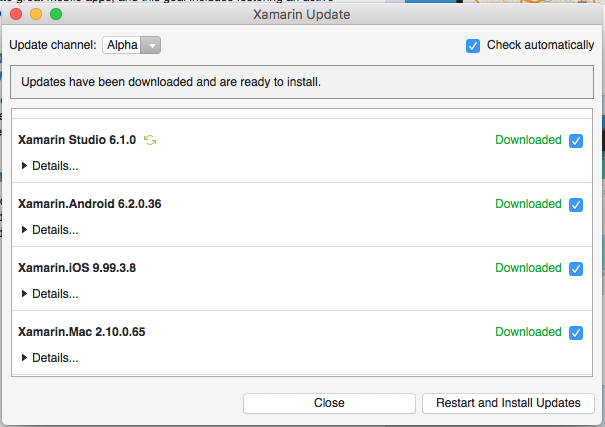 Xamarin Update
Update channel: Alpha Check automatically
Updates have been downloaded and are ready to install.
Xamarin Studio 6.1.0 Downloaded
Details...
Xamarin.Android 6.2.0.36 Downloaded
Details...
Xamarin.iOS 9.99.3.8 Downloaded
Details...
Xamarin.Mac 2.10.0.65 Downloaded
Details...
Close Restart and Install Updates